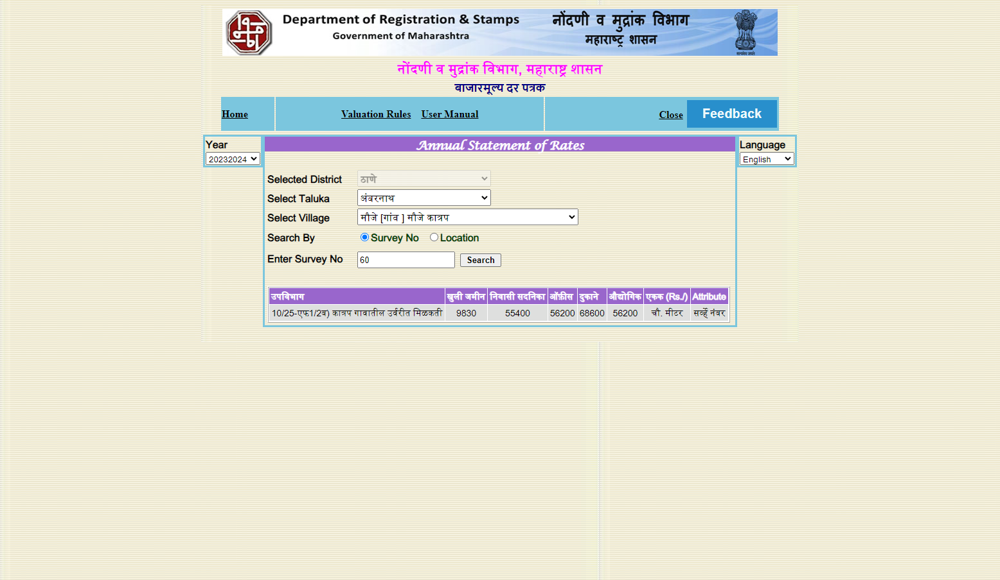 Department of Registration & Stamps
Government of Maharashtra
नोंदणी व मुद्रांक विभाग
महाराष्ट्र शासन
सत्यमेव जयते
नोंदणी व मुद्रांक विभाग, महाराष्ट्र शासन
बाजारमूल्य दर पत्रक
Home Valuation Rules User Manual Close Feedback
Year
20232024
Annual Statement of Rates
Language
English
Selected District ठाणे
Select Taluka अंबरनाथ
Select Village मौजे [गांव ] मौजे कात्रप
Search By Survey No Location
Enter Survey No 60 Search
उपविभाग खुली जमीन निवासी सदनिका ऑफ़ीस दुकाने औद्योगिक एकक (Rs./) Attribute
10/25-एफ1/2ब) कात्रप गावातील उर्वरीत मिळकती 9830 55400 56200 68600 56200 चौ. मीटर सर्व्हे नंबर